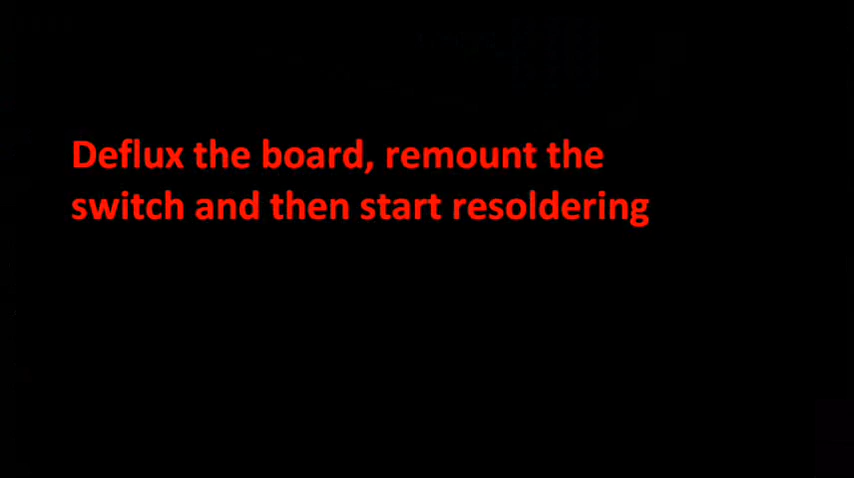 Deflux the board, remount the
switch and then start resoldering